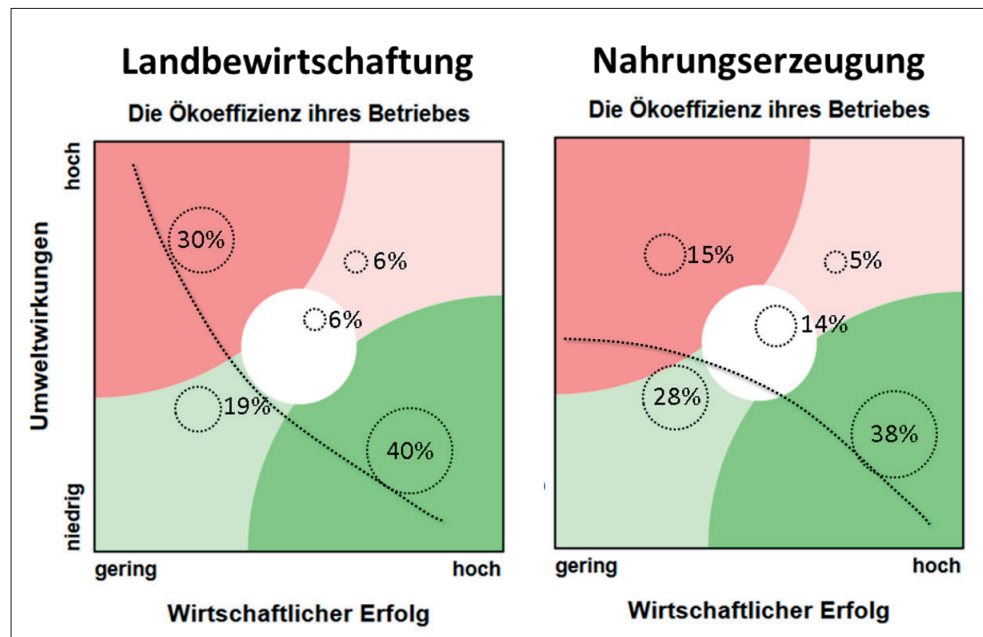 Landbewirtschaftung
Die Ökoeffizienz ihres Betriebes
hoch
Umweltwirkungen
niedrig
30%
6%
6%
19%
40%
gering
hoch
Wirtschaftlicher Erfolg
Nahrungserzeugung
Die Ökoeffizienz ihres Betriebes
15%
5%
14%
28%
38%
gering
hoch
Wirtschaftlicher Erfolg